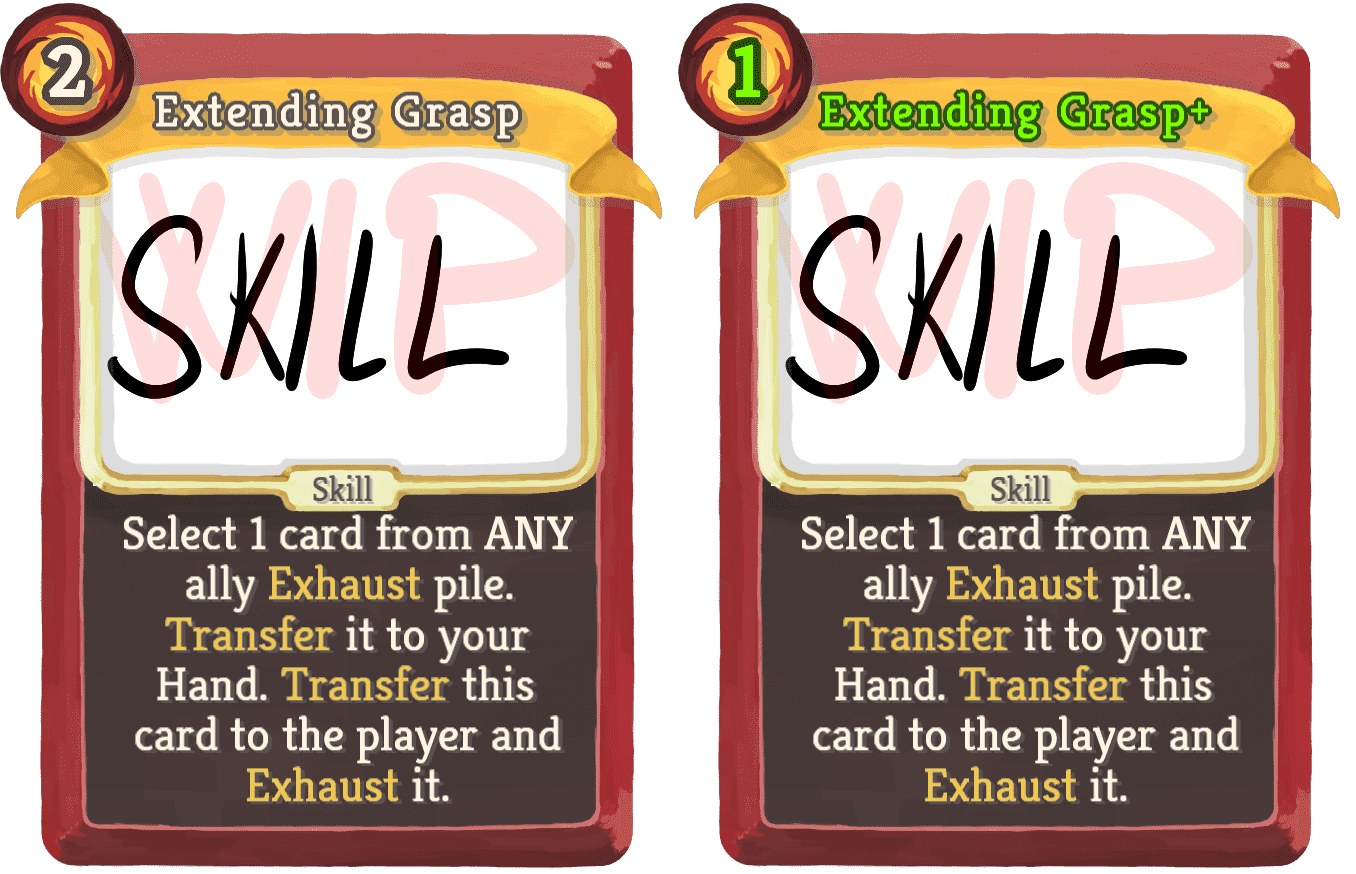 2
Extending Grasp
WIP
SKILL
Skill
Select 1 card from ANY
ally Exhaust pile.
Transfer it to your
Hand. Transfer this
card to the player and
Exhaust it.
1
Extending Grasp+
WIP
SKILL
Skill
Select 1 card from ANY
ally Exhaust pile.
Transfer it to your
Hand. Transfer this
card to the player and
Exhaust it.